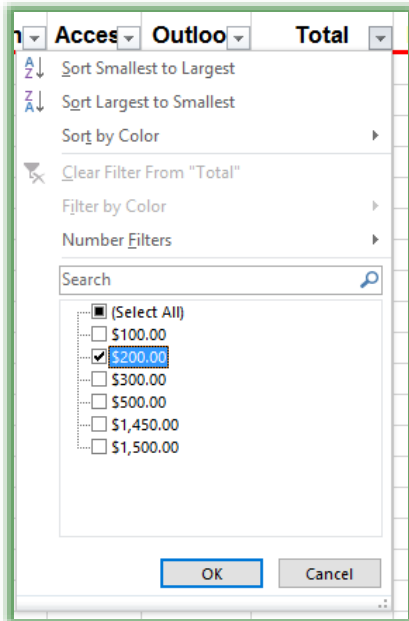 n Acces Outloo Total
Sort Smallest to Largest
Sort Largest to Smallest
Sort by Color
Clear Filter From "Total"
Filter by Color
Number Filters
Search
(Select All)
$100.00
$200.00
$300.00
$500.00
$1,450.00
$1,500.00
OK Cancel